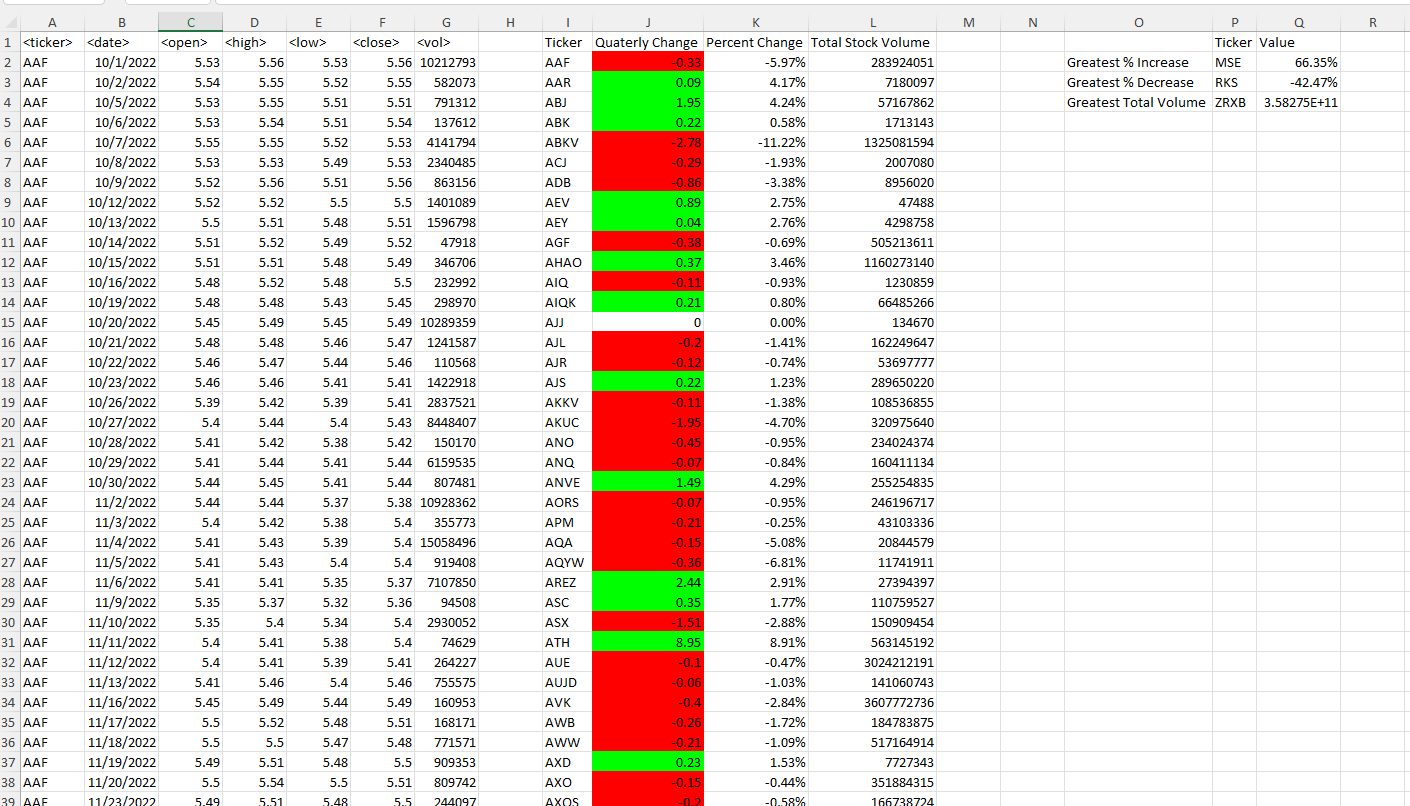 A B C D E F G H I J K L M N O P Q R
1 <ticker> <date> <open> <high> <low> <close> <vol> Ticker Quaterly Change Percent Change Total Stock Volume Ticker Value
2 AAF 10/1/2022 5.53 5.56 5.53 5.56 10212793 AAF -0.33 -5.97% 283924051 Greatest % Increase MSE 66.35%
3 AAF 10/2/2022 5.54 5.55 5.52 5.55 582073 AAR 0.09 4.17% 7180097 Greatest % Decrease RKS -42.47%
4 AAF 10/5/2022 5.53 5.55 5.51 5.51 791312 ABJ 1.95 4.24% 57167862 Greatest Total Volume ZRXB 3.58275E+11
5 AAF 10/6/2022 5.53 5.54 5.51 5.54 137612 ABK 0.22 0.58% 1713143
6 AAF 10/7/2022 5.55 5.55 5.52 5.53 4141794 ABKV -2.78 -11.22% 1325081594
7 AAF 10/8/2022 5.53 5.53 5.49 5.53 2340485 ACJ -0.29 -1.93% 2007080
8 AAF 10/9/2022 5.52 5.56 5.51 5.56 863156 ADB -0.86 -3.38% 8956020
9 AAF 10/12/2022 5.52 5.52 5.5 5.5 1401089 AEV 0.89 2.75% 47488
10 AAF 10/13/2022 5.5 5.51 5.48 5.51 1596798 AEY 0.04 2.76% 4298758
11 AAF 10/14/2022 5.51 5.52 5.49 5.52 47918 AGF -0.38 -0.69% 505213611
12 AAF 10/15/2022 5.51 5.51 5.48 5.49 346706 AHAO 0.37 3.46% 1160273140
13 AAF 10/16/2022 5.48 5.52 5.48 5.5 232992 AIQ -0.11 -0.93% 1230859
14 AAF 10/19/2022 5.48 5.48 5.43 5.45 298970 AIQK 0.21 0.80% 66485266
15 AAF 10/20/2022 5.45 5.49 5.45 5.49 10289359 AJJ 0 0.00% 134670
16 AAF 10/21/2022 5.48 5.48 5.46 5.47 1241587 AJL -0.2 -1.41% 162249647
17 AAF 10/22/2022 5.46 5.47 5.44 5.46 110568 AJR -0.12 -0.74% 53697777
18 AAF 10/23/2022 5.46 5.46 5.41 5.41 1422918 AJS 0.22 1.23% 289650220
19 AAF 10/26/2022 5.39 5.42 5.39 5.41 2837521 AKKV -0.11 -1.38% 108536855
20 AAF 10/27/2022 5.4 5.44 5.4 5.43 8448407 AKUC -1.95 -4.70% 320975640
21 AAF 10/28/2022 5.41 5.42 5.38 5.42 150170 ANO -0.45 -0.95% 234024374
22 AAF 10/29/2022 5.41 5.44 5.41 5.44 6159535 ANQ -0.07 -0.84% 160411134
23 AAF 10/30/2022 5.44 5.45 5.41 5.44 807481 ANVE 1.49 4.29% 255254835
24 AAF 11/2/2022 5.44 5.44 5.37 5.38 10928362 AORS -0.07 -0.95% 246196717
25 AAF 11/3/2022 5.4 5.42 5.38 5.4 355773 APM -0.21 -0.25% 43103336
26 AAF 11/4/2022 5.41 5.43 5.39 5.4 15058496 AQA -0.15 -5.08% 20844579
27 AAF 11/5/2022 5.41 5.43 5.4 5.4 919408 AQYW -0.36 -6.81% 11741911
28 AAF 11/6/2022 5.41 5.41 5.35 5.37 7107850 AREZ 2.44 2.91% 27394397
29 AAF 11/9/2022 5.35 5.37 5.32 5.36 94508 ASC 0.35 1.77% 110759527
30 AAF 11/10/2022 5.35 5.4 5.34 5.4 2930052 ASX -1.51 -2.88% 150909454
31 AAF 11/11/2022 5.4 5.41 5.38 5.4 74629 ATH 8.95 8.91% 563145192
32 AAF 11/12/2022 5.4 5.41 5.39 5.41 264227 AUE -0.1 -0.47% 3024212191
33 AAF 11/13/2022 5.41 5.46 5.4 5.46 755575 AUJD -0.06 -1.03% 141060743
34 AAF 11/16/2022 5.45 5.49 5.44 5.49 160953 AVK -0.4 -2.84% 3607772736
35 AAF 11/17/2022 5.5 5.52 5.48 5.51 168171 AWB -0.26 -1.72% 184783875
36 AAF 11/18/2022 5.5 5.5 5.47 5.48 771571 AWW -0.21 -1.09% 517164914
37 AAF 11/19/2022 5.49 5.51 5.48 5.5 909353 AXD 0.23 1.53% 7727343
38 AAF 11/20/2022 5.5 5.54 5.5 5.51 809742 AXO -0.15 -0.44% 351884315
39 AAF 11/23/2022 5.49 5.51 5.48 5.5 244097 AXOS -0.2 -0.58% 166738724